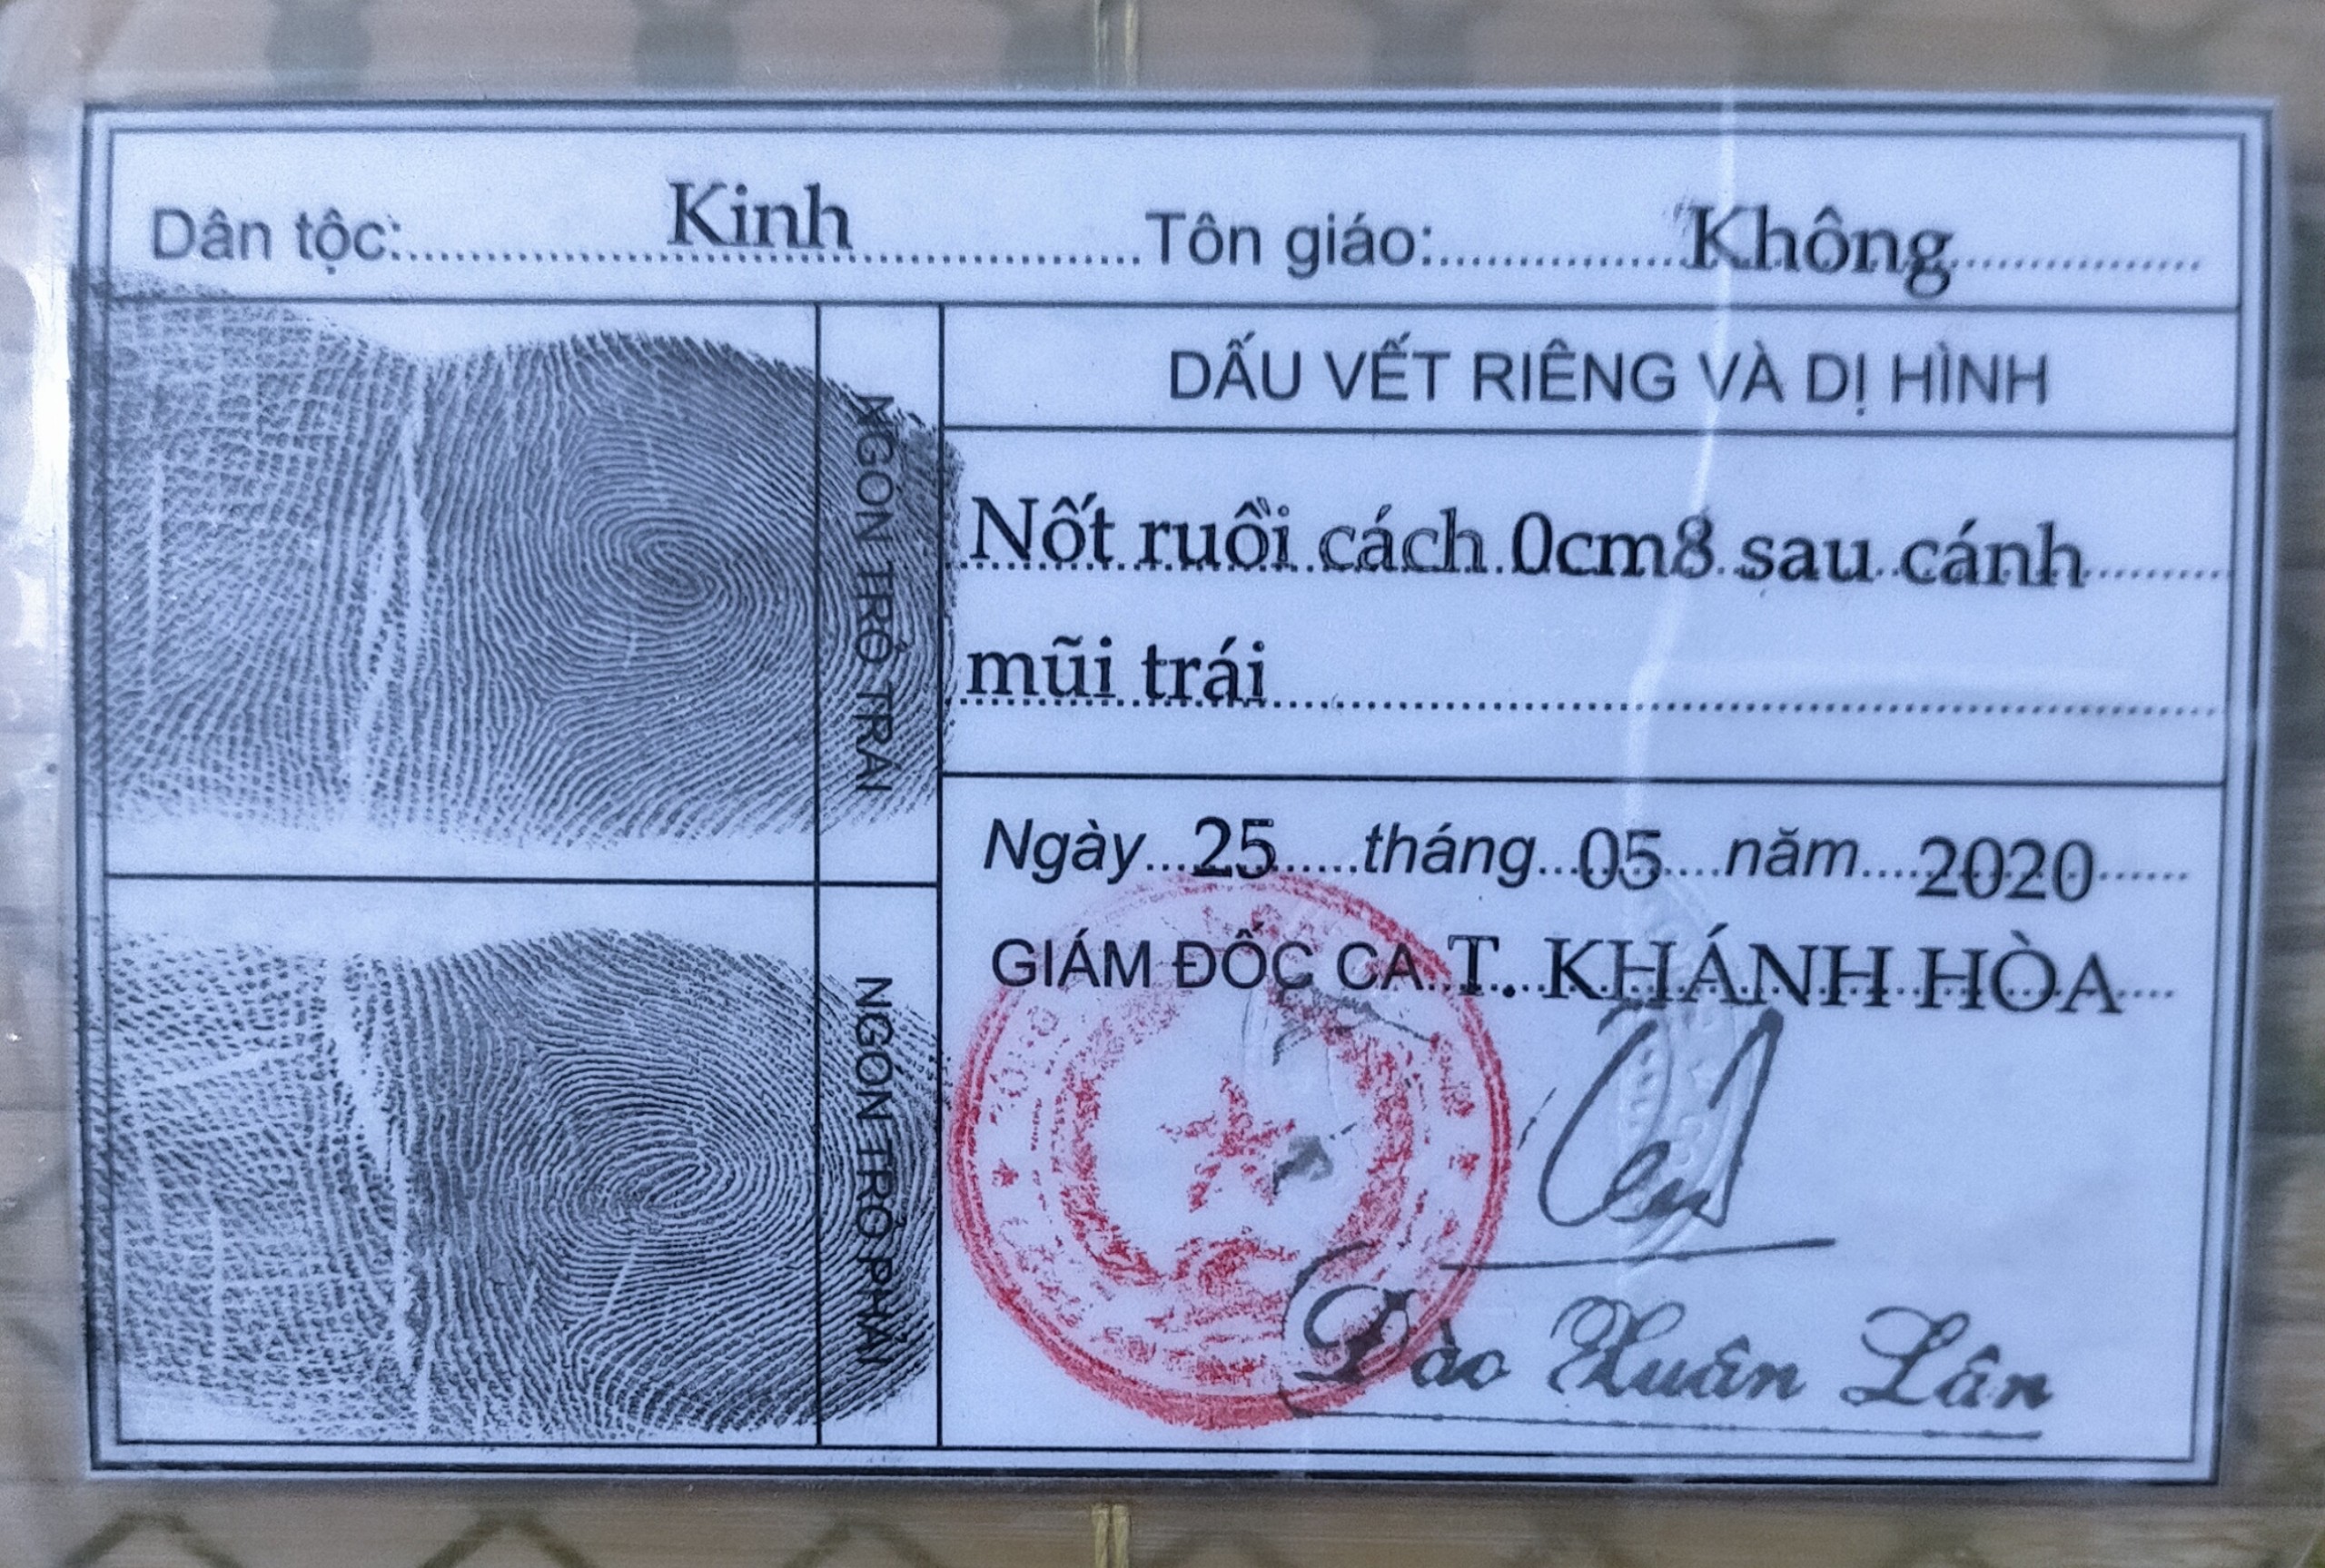 Dân tộc: Kinh Tôn giáo: Không
NGÓN TRỎ TRÁI
DẤU VẾT RIÊNG VÀ DỊ HÌNH
Nốt ruồi cách 0cm8 sau cánh
mũi trái
NGÓN TRỎ PHẢI
Ngày 25 tháng 05 năm 2020
GIÁM ĐỐC CA T. KHÁNH HÒA
Đào Xuân Lân